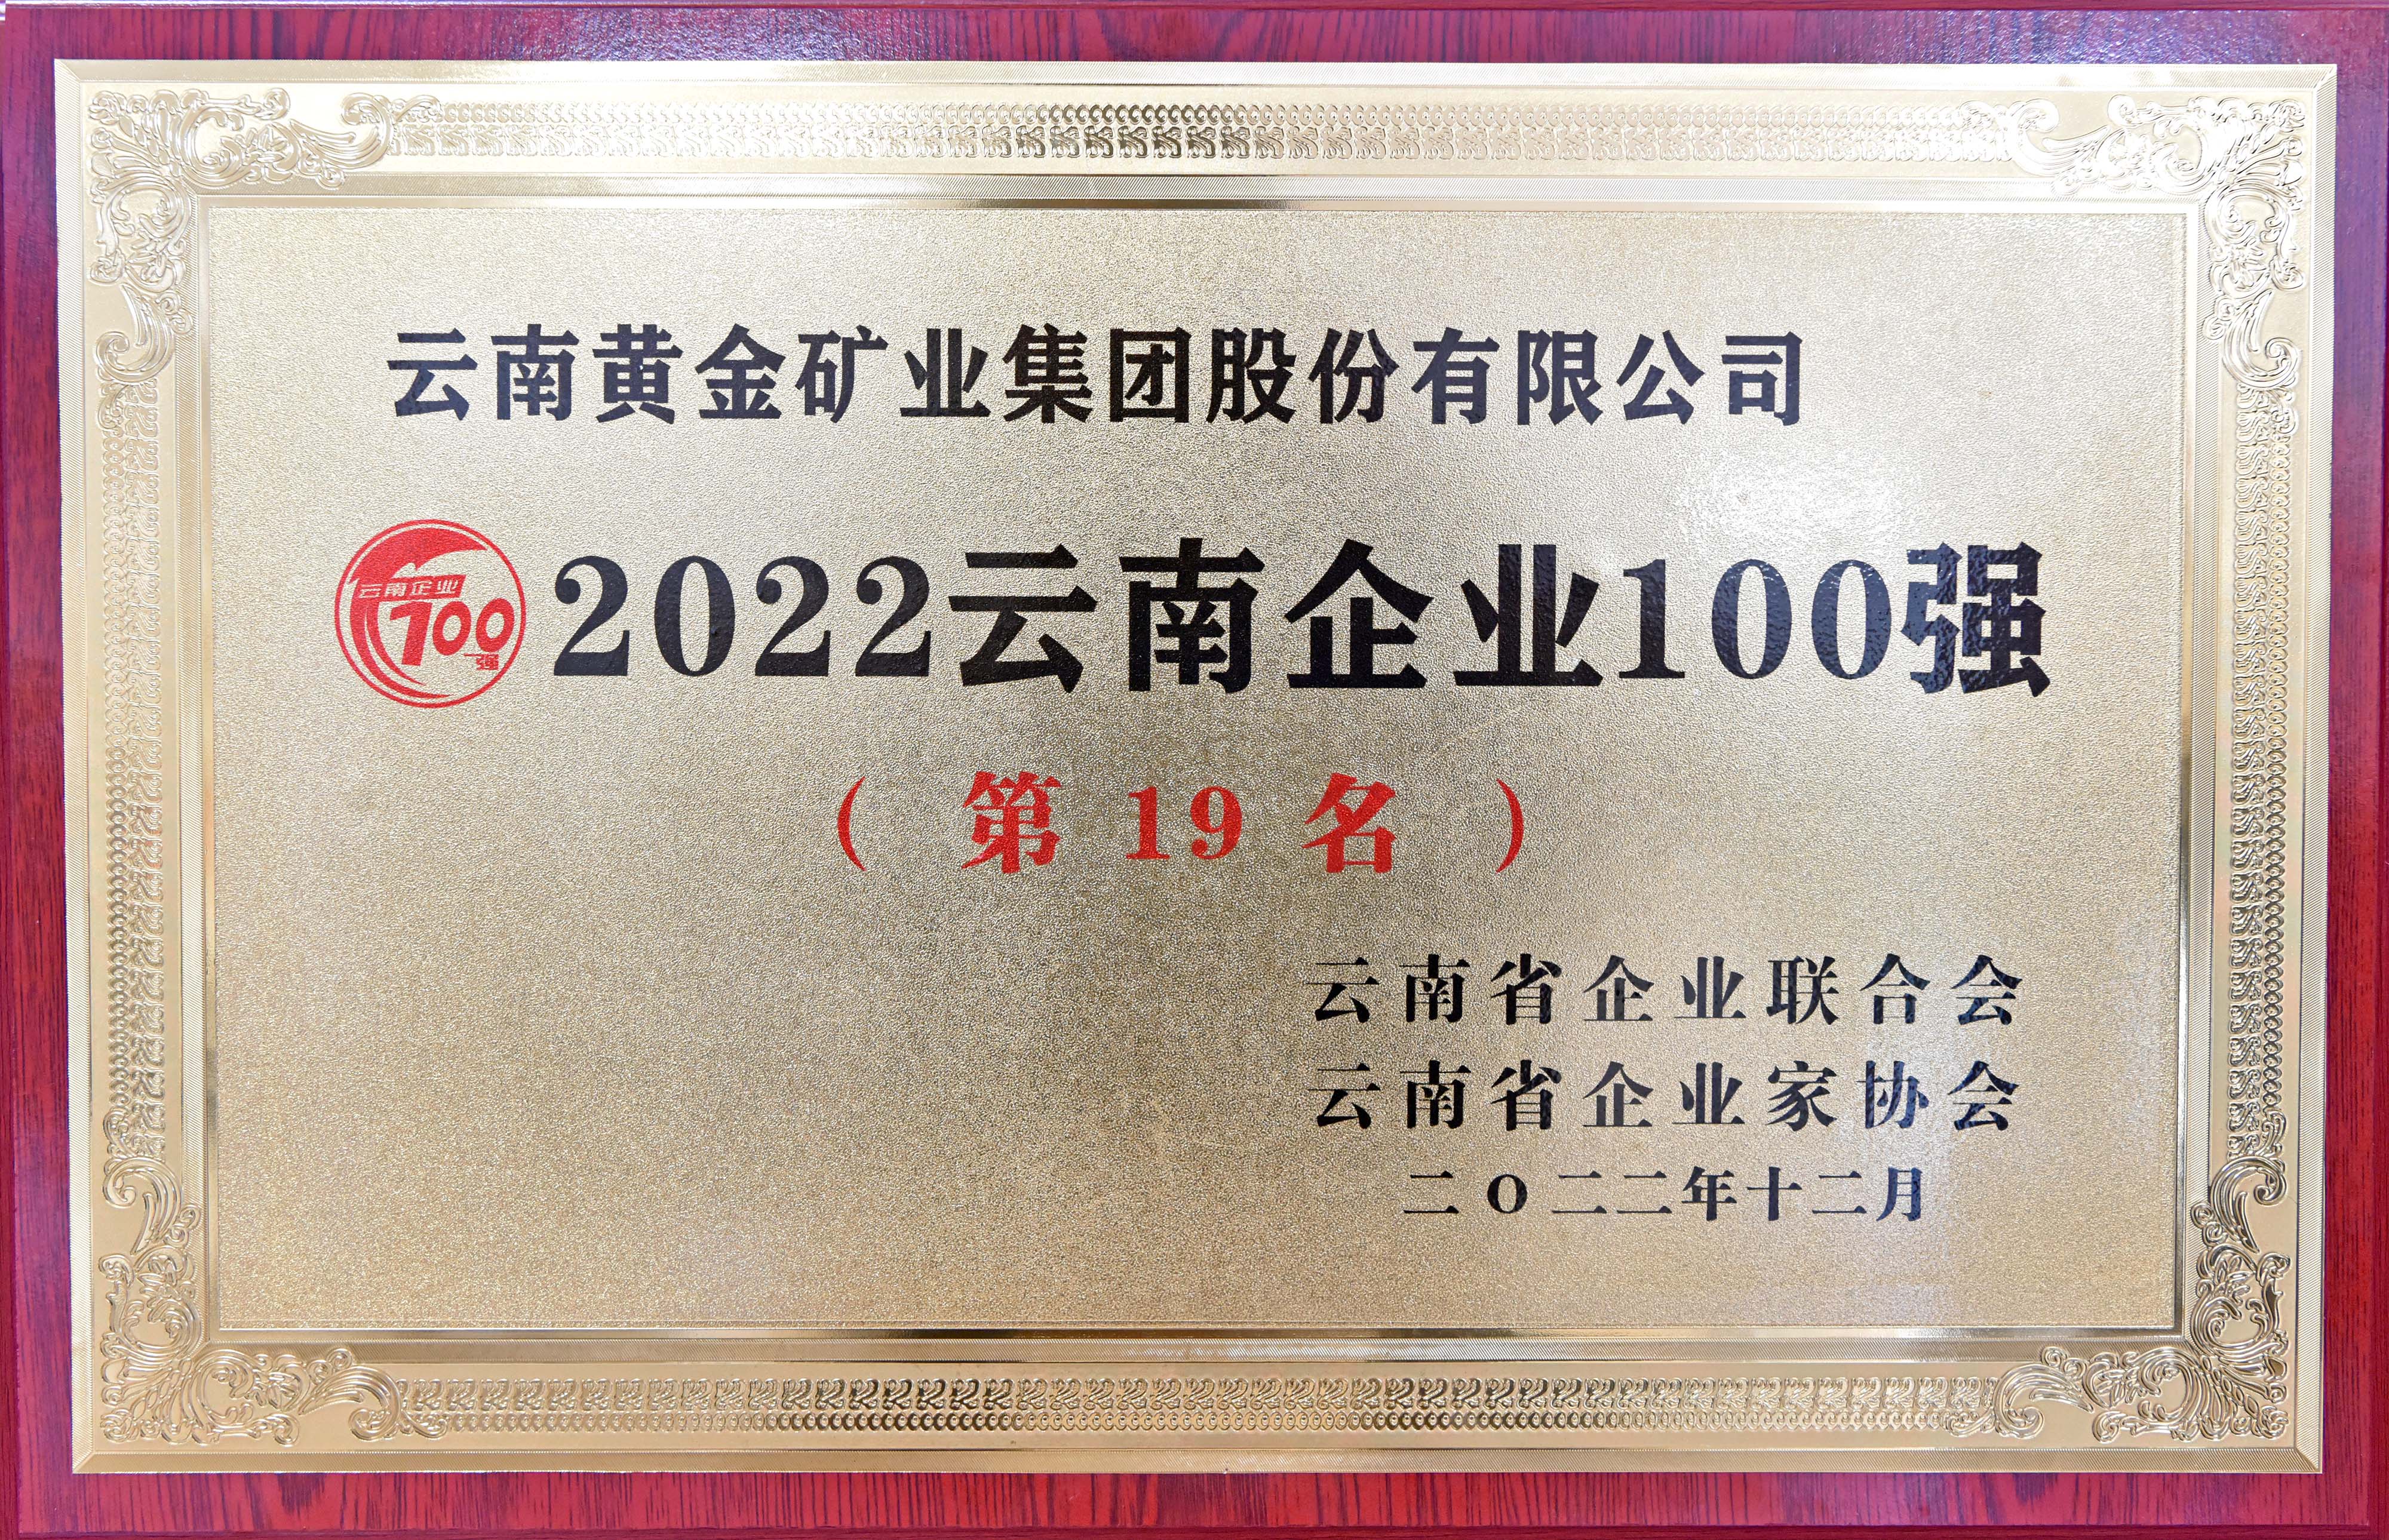 云南黄金矿业集团股份有限公司
云南企业
100
强
2022云南企业100强
（第19名）
云南省企业联合会
云南省企业家协会
二O二二年十二月